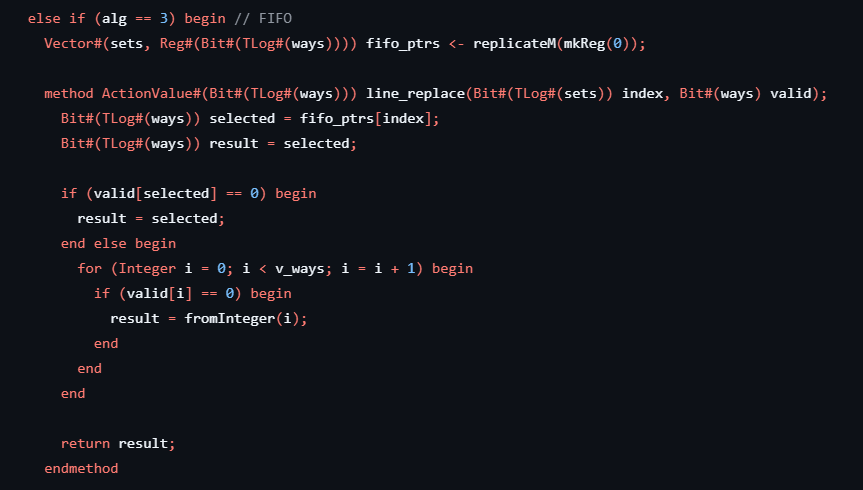 else if (alg == 3) begin // FIFO
Vector#(sets, Reg#(Bit#(TLog#(ways)))) fifo_ptrs <- replicateM(mkReg(0));
method ActionValue#(Bit#(TLog#(ways))) line_replace(Bit#(TLog#(sets)) index, Bit#(ways) valid);
Bit#(TLog#(ways)) selected = fifo_ptrs[index];
Bit#(TLog#(ways)) result = selected;
if (valid[selected] == 0) begin
result = selected;
end else begin
for (Integer i = 0; i < v_ways; i = i + 1) begin
if (valid[i] == 0) begin
result = fromInteger(i);
end
end
end
return result;
endmethod